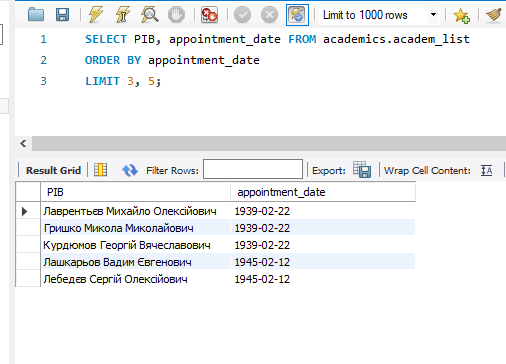 Limit to 1000 rows
1 SELECT PIB, appointment_date FROM academics.academ_list
2 ORDER BY appointment_date
3 LIMIT 3, 5;
Result Grid Filter Rows: Export: Wrap Cell Content:
PIB appointment_date
Лаврентьєв Михайло Олексійович 1939-02-22
Гришко Микола Миколайович 1939-02-22
Курдюмов Георгій Вячеславович 1939-02-22
Лашкарьов Вадим Євгенович 1945-02-12
Лебедєв Сергій Олексійович 1945-02-12